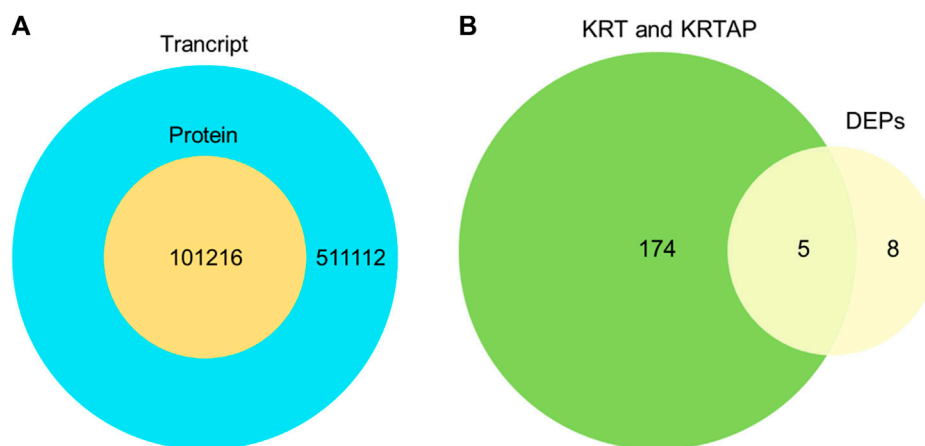 A
Trancript
Protein
101216
511112
B
KRT and KRTAP
DEPs
174
5
8